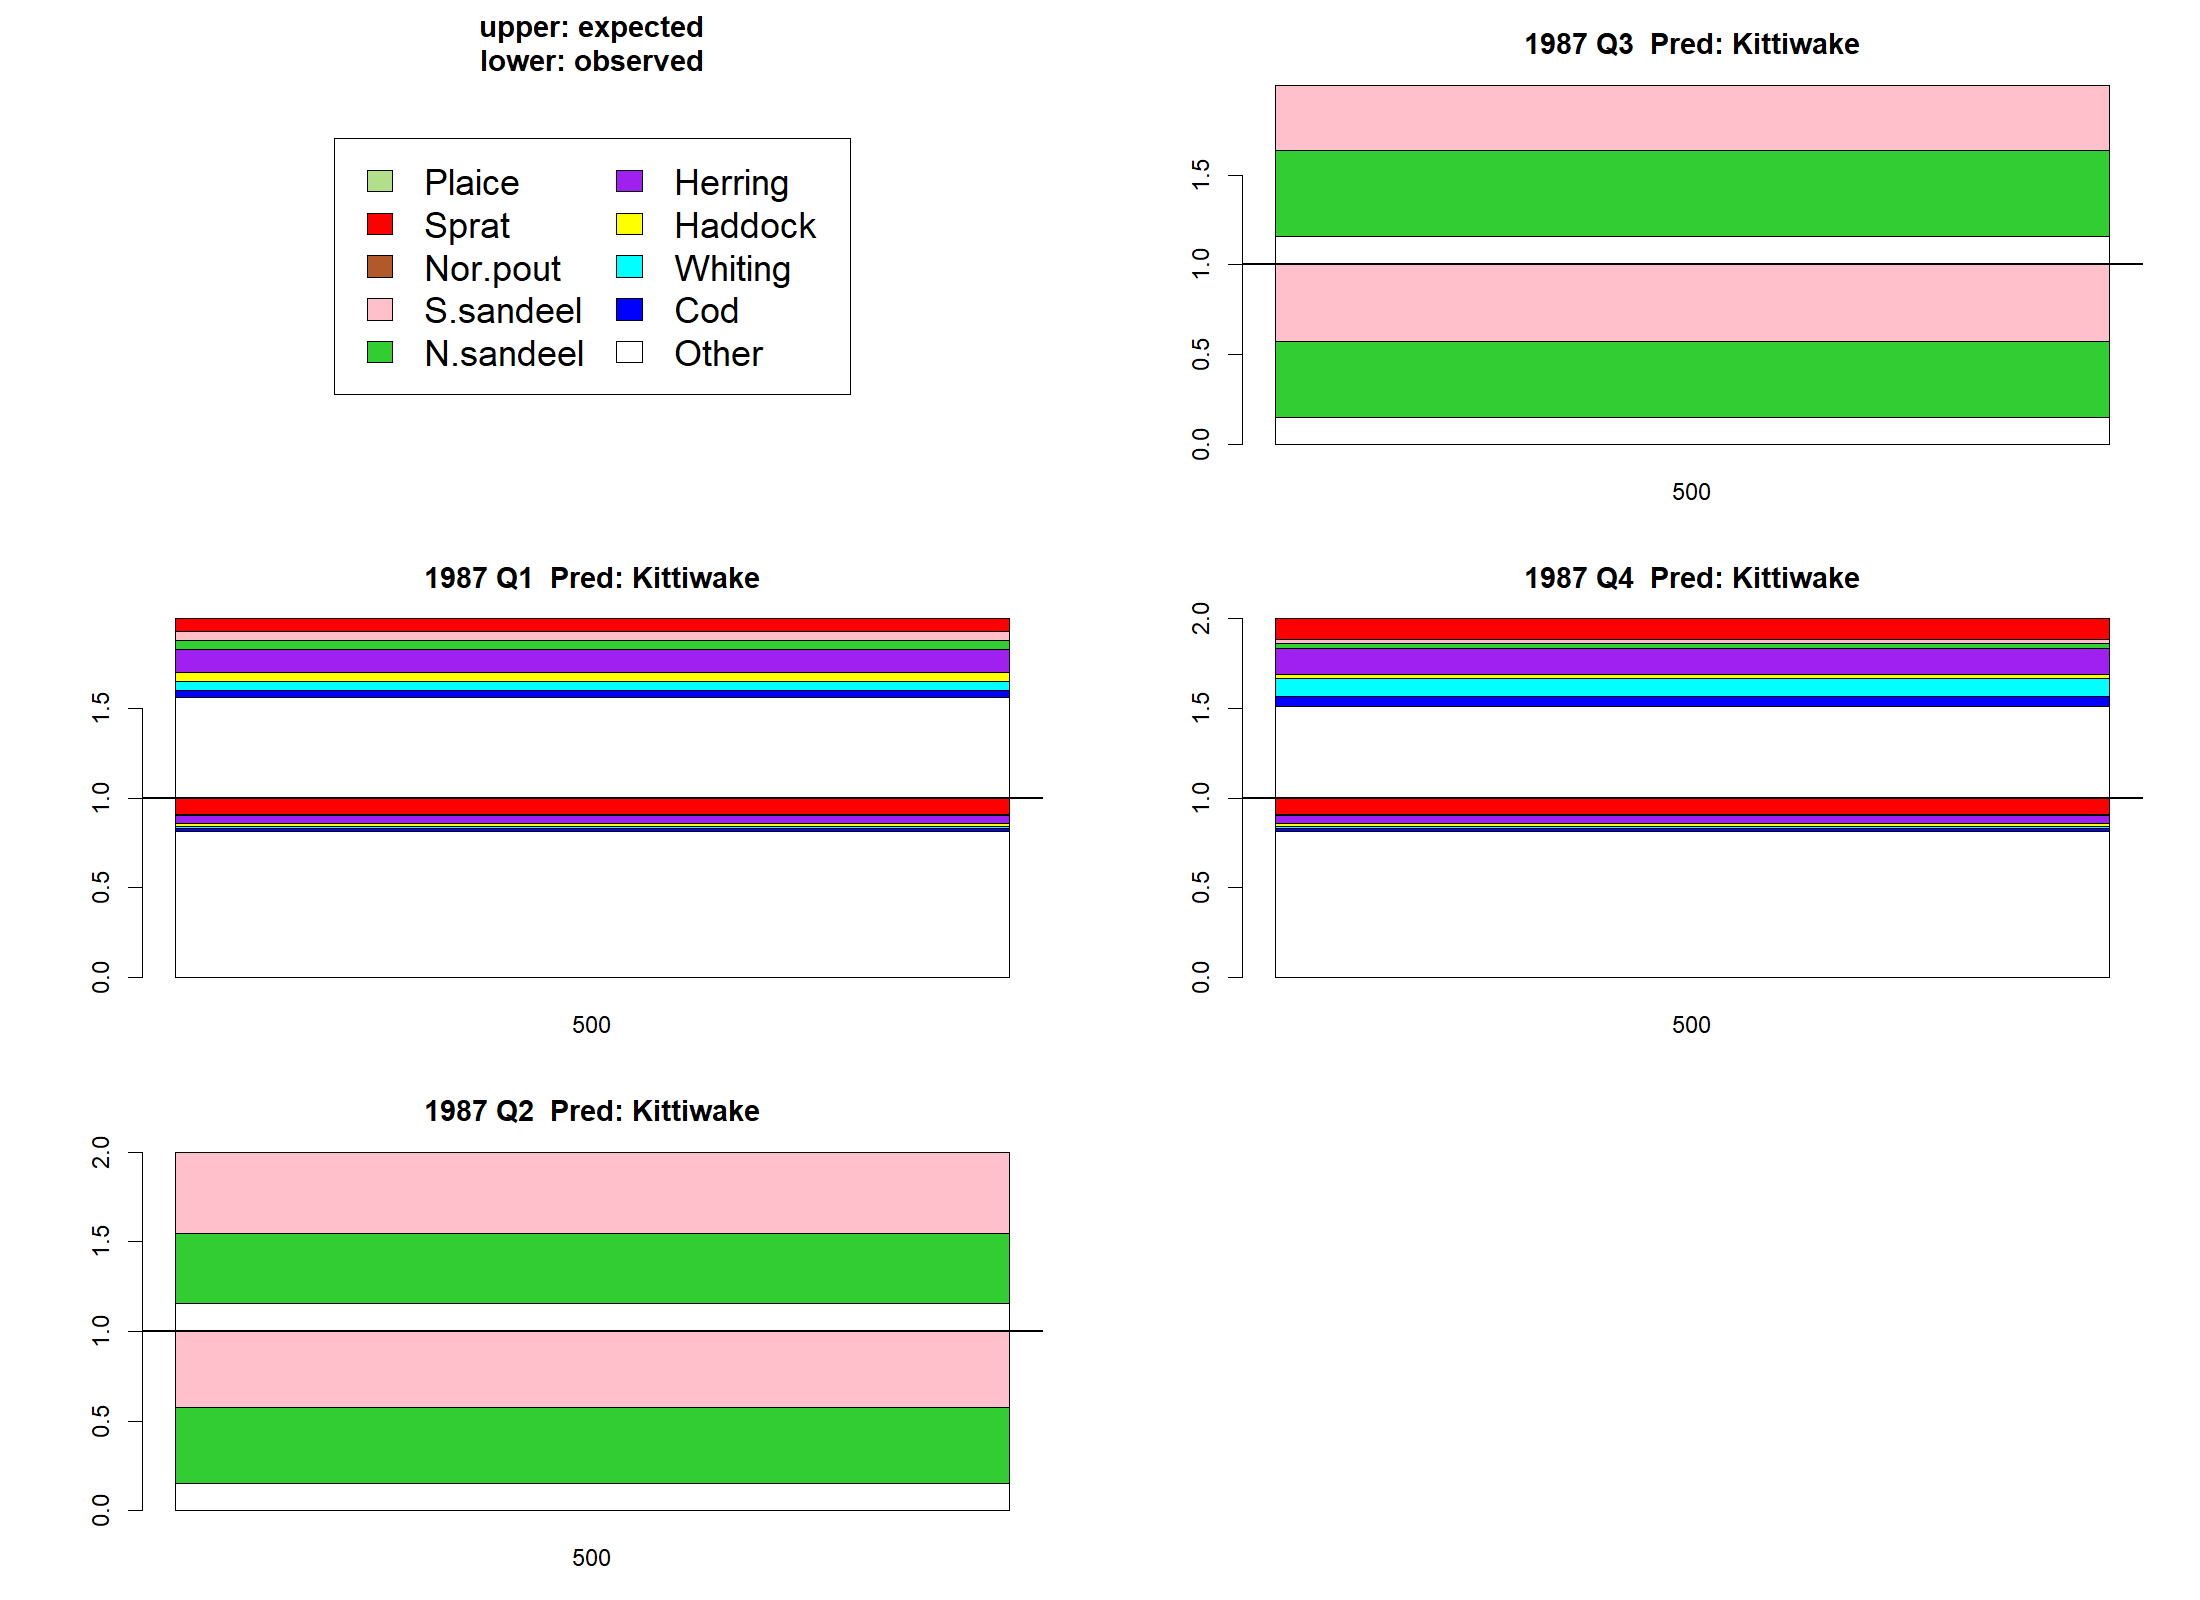 upper: expected
lower: observed
Plaice
Sprat
Nor.pout
S.sandeel
N.sandeel
Herring
Haddock
Whiting
Cod
Other
1987 Q3  Pred: Kittiwake
0.0 0.5 1.0 1.5
500
1987 Q1  Pred: Kittiwake
0.0 0.5 1.0 1.5
500
1987 Q4  Pred: Kittiwake
0.0 0.5 1.0 1.5 2.0
500
1987 Q2  Pred: Kittiwake
0.0 0.5 1.0 1.5 2.0
500